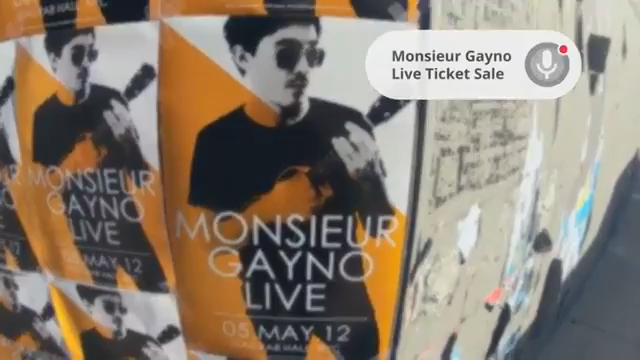 MONSIEUR
GAYNO
LIVE
05 MAY 12
MONSIEUR
GAYNO
LIVE
05 MAY 12
Monsieur Gayno
Live Ticket Sale